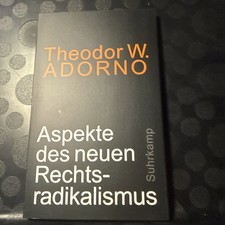 Theodor W.
ADORNO
Aspekte
des neuen
Rechts-
radikalismus
Suhrkamp